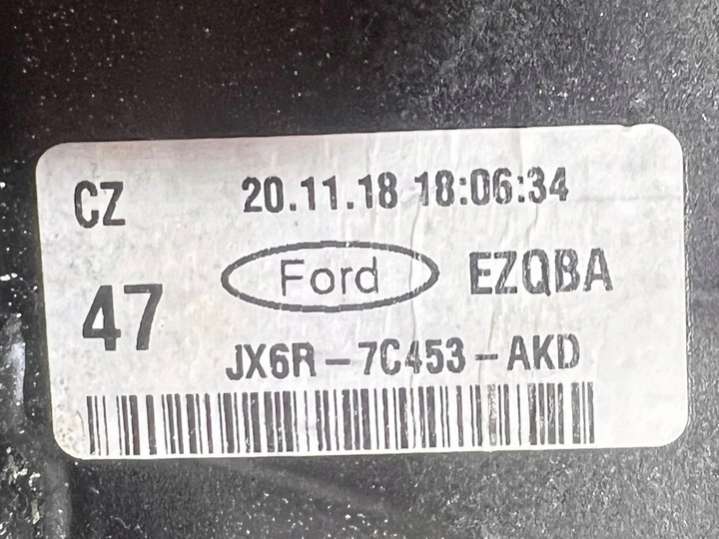 CZ 20.11.18 18:06:34
47 Ford EZQBA
JX6R-7C453-AKD